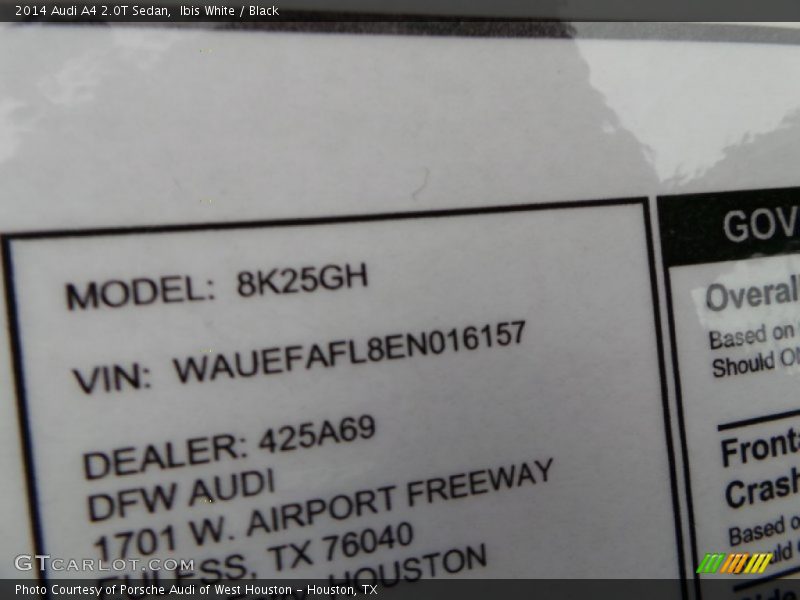 2014 Audi A4 2.0T Sedan, Ibis White / Black
MODEL: 8K25GH
VIN: WAUEFAFL8EN016157
DEALER: 425A69
DFW AUDI
1701 W. AIRPORT FREEWAY
EULESS, TX 76040
HOUSTON
GOV
Overall
Based on
Should
Fronta
Crash
Based o
GTCARLOT.COM
Photo Courtesy of Porsche Audi of West Houston – Houston, TX